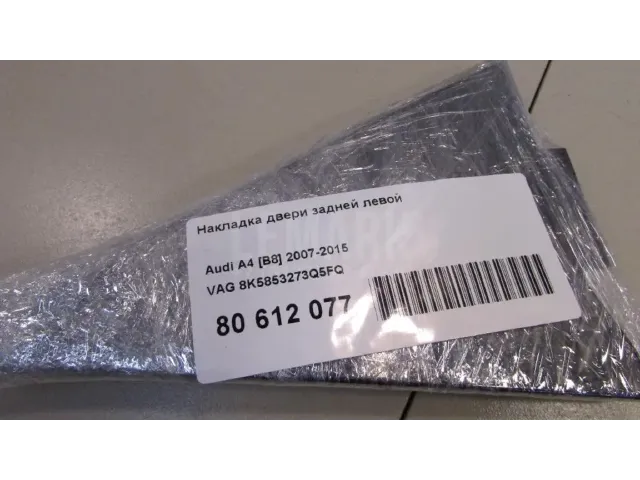 Накладка двери задней левой
Audi A4 [B8] 2007-2015
VAG 8K5853273Q5FQ
80 612 077